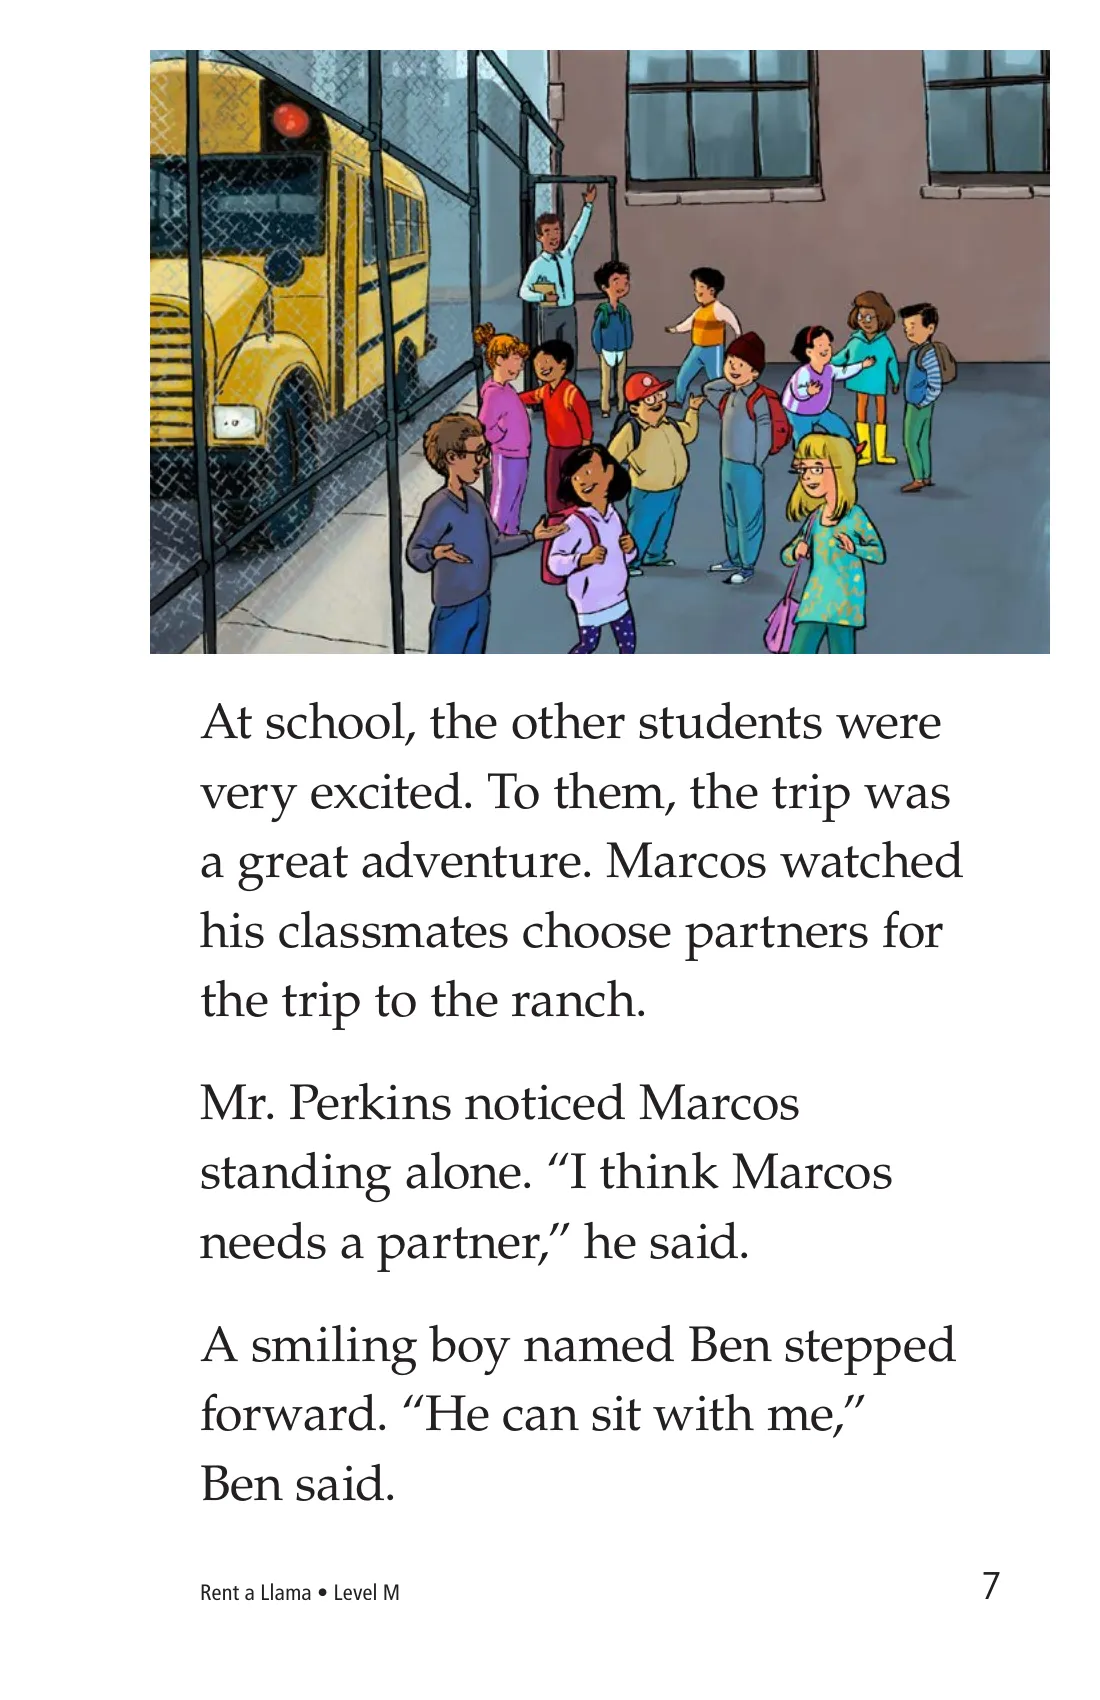 At school, the other students were
very excited. To them, the trip was
a great adventure. Marcos watched
his classmates choose partners for
the trip to the ranch.
Mr. Perkins noticed Marcos
standing alone. “I think Marcos
needs a partner,” he said.
A smiling boy named Ben stepped
forward. “He can sit with me,”
Ben said.
Rent a Llama • Level M
7